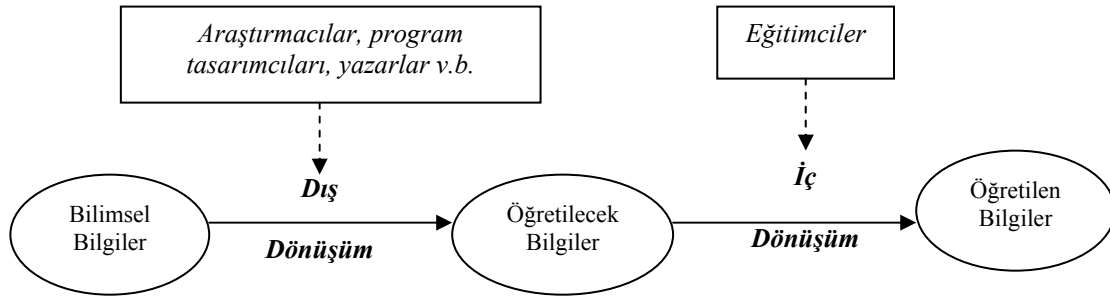 Araştırmacılar, program
tasarımcıları, yazarlar v.b.
Eğitimciler
Dış
İç
Bilimsel
Bilgiler
Öğretilecek
Bilgiler
Öğretilen
Bilgiler
Dönüşüm
Dönüşüm